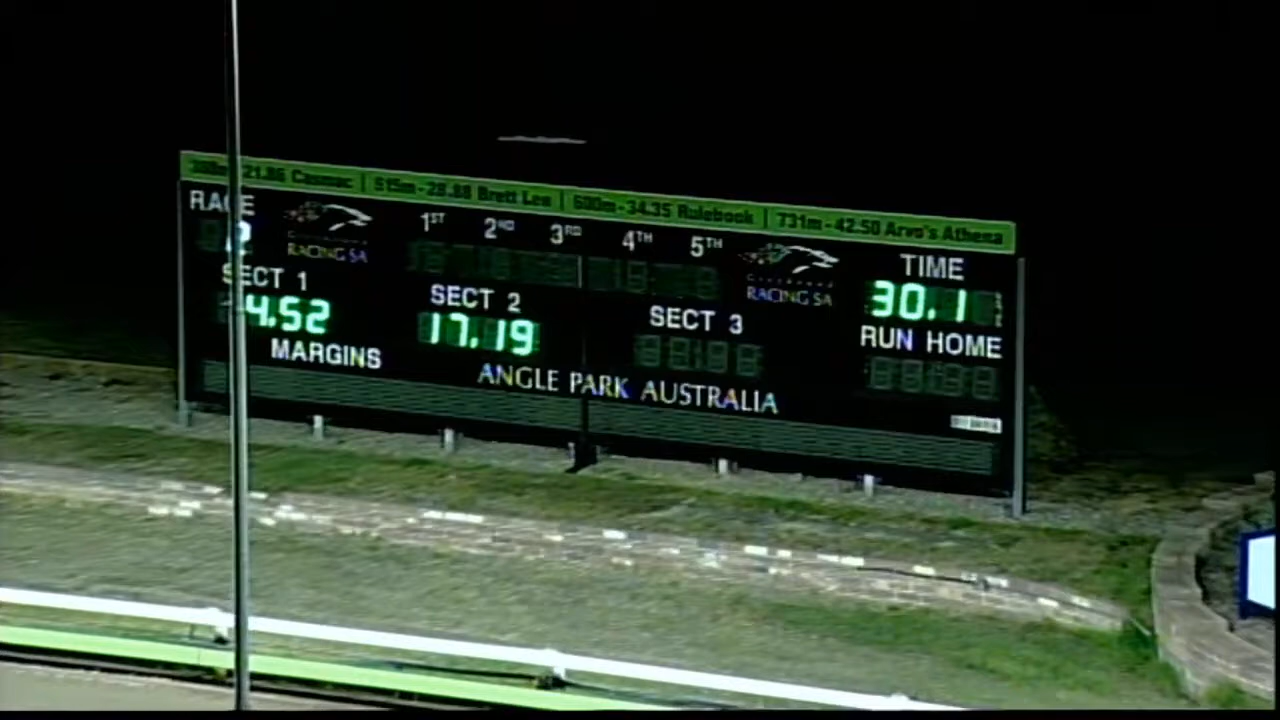 21.86 Cannac | 515m-28.88 Brett Lee | 600m-34.35 Rulebook | 731m-42.50 Arvo's Athena
RACE 1ST 2ND 3RD 4TH 5TH
2
RACING SA
RACING SA
TIME
30.1
SECT 1
4.52
SECT 2
17.19
SECT 3
RUN HOME
MARGINS
ANGLE PARK AUSTRALIA